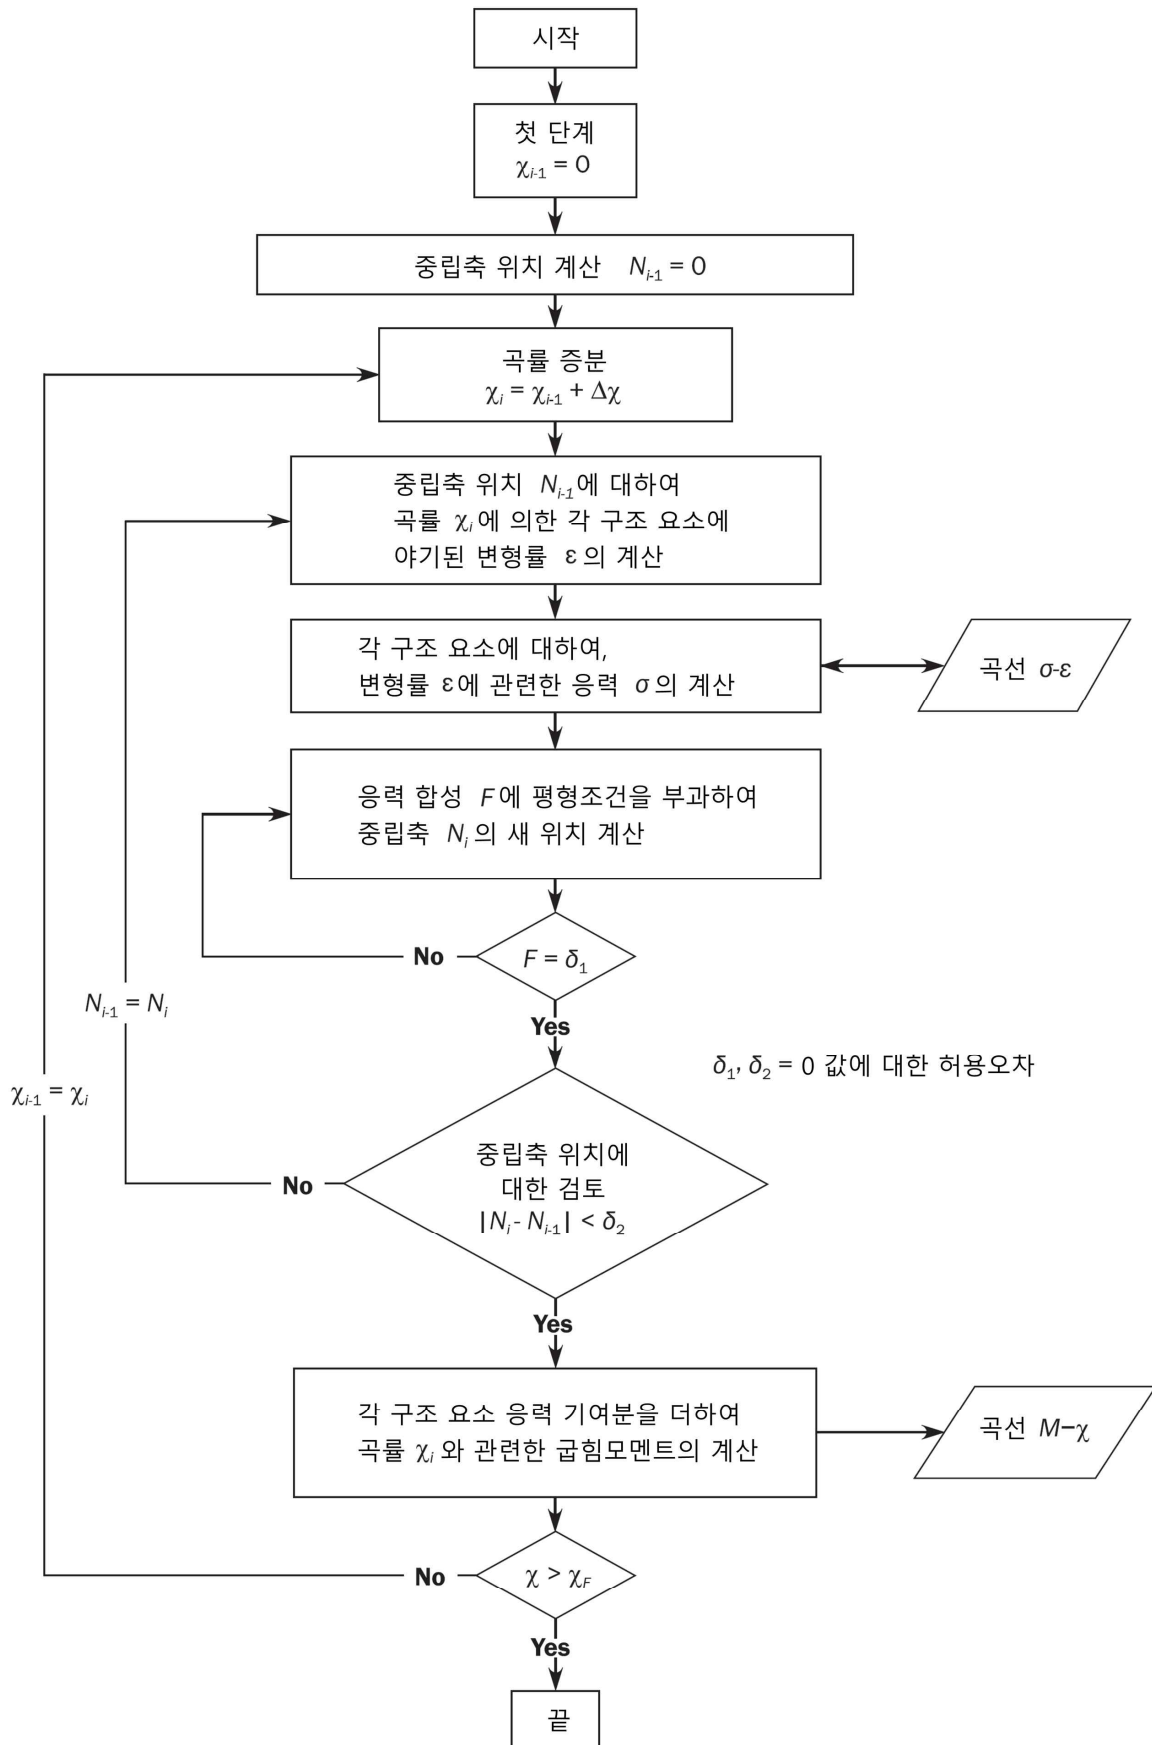 시작
첫 단계
χᵢ₋₁ = 0
중립축 위치 계산 Nᵢ₋₁ = 0
곡률 증분
χᵢ = χᵢ₋₁ + Δχ
중립축 위치 Nᵢ₋₁에 대하여
곡률 χᵢ에 의한 각 구조 요소에
야기된 변형률 ε의 계산
각 구조 요소에 대하여,
변형률 ε에 관련한 응력 σ의 계산
곡선 σ-ε
응력 합성 F에 평형조건을 부과하여
중립축 Nᵢ의 새 위치 계산
No
F = δ₁
Nᵢ₋₁ = Nᵢ
Yes
δ₁, δ₂ = 0 값에 대한 허용오차
χᵢ₋₁ = χᵢ
중립축 위치에
대한 검토
|Nᵢ - Nᵢ₋₁| < δ₂
No
Yes
각 구조 요소 응력 기여분을 더하여
곡률 χᵢ와 관련한 굽힘모멘트의 계산
곡선 M–χ
No
χ > χ_F
Yes
끝